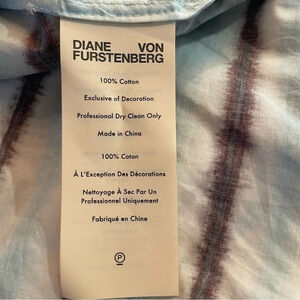 DIANE VON
FURSTENBERG
100% Cotton
Exclusive of Decoration
Professional Dry Clean Only
Made in China
100% Coton
À L'Exception Des Décorations
Nettoyage À Sec Par Un
Professionnel Uniquement
Fabriqué en Chine
P